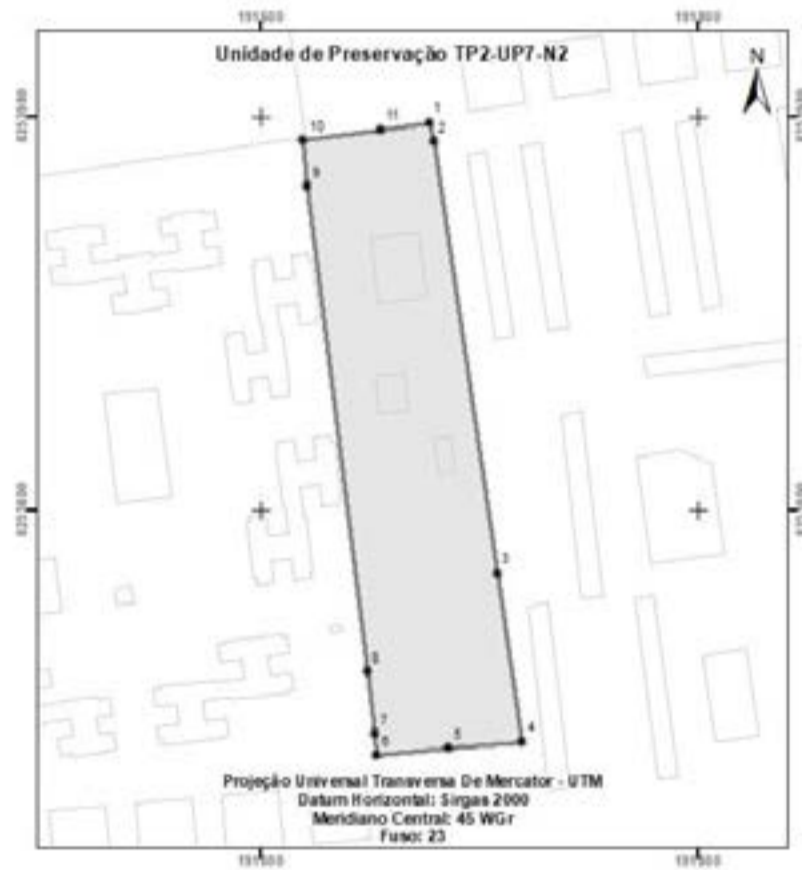 Unidade de Preservação TP2-UP7-N2
N
1
11
2
10
9
3
8
7
4
5
6
Projeção Universal Transversa De Mercator - UTM
Datum Horizontal: Sirgas 2000
Meridiano Central: 45 WGr
Fuso: 23